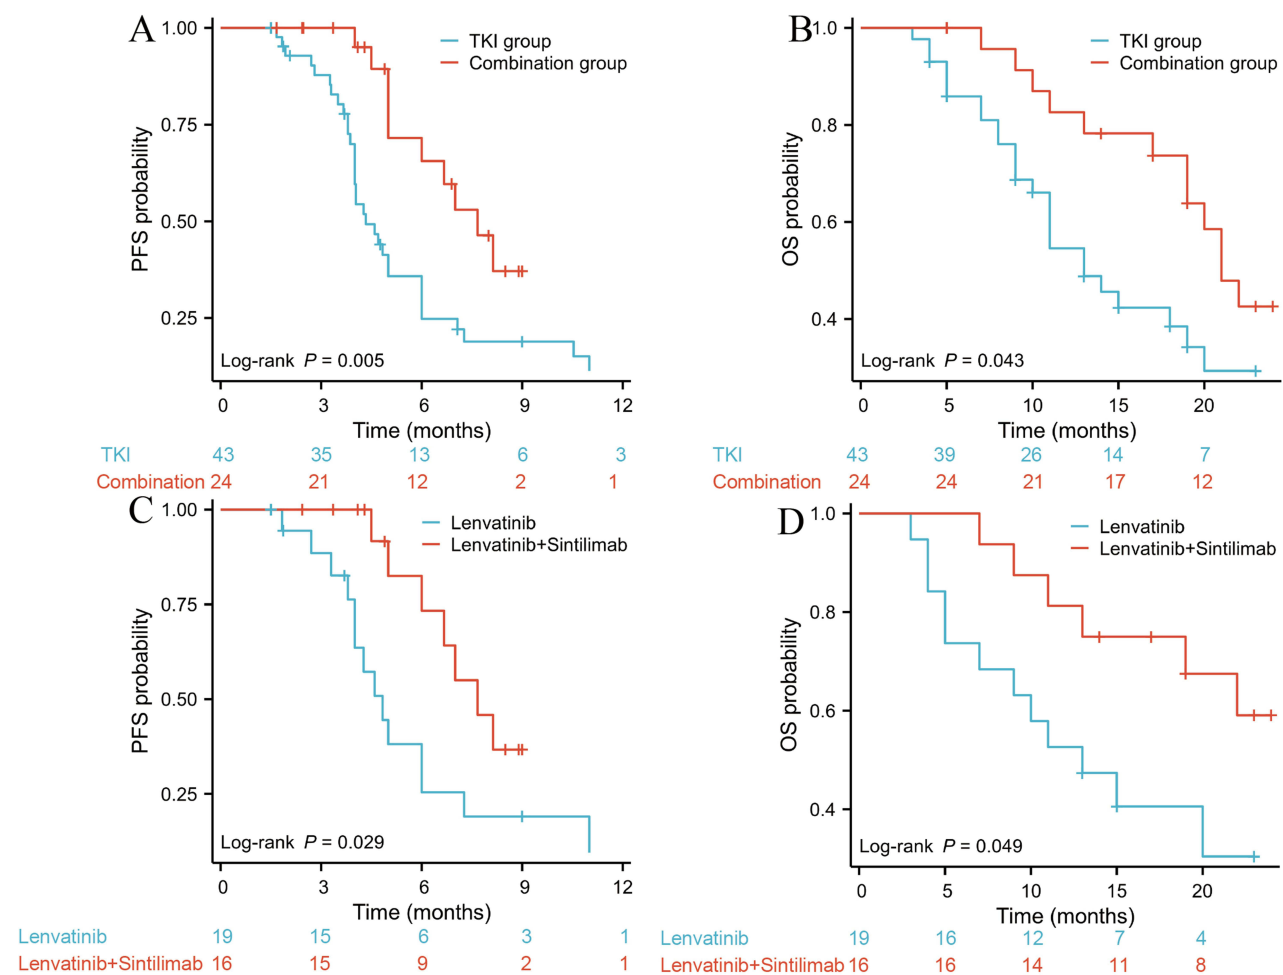 A
1.00
0.75
0.50
0.25
PFS probability
TKI group
Combination group
Log-rank P = 0.005
0 3 6 9 12
Time (months)
TKI 43 35 13 6 3
Combination 24 21 12 2 1
B
1.0
0.8
0.6
0.4
OS probability
TKI group
Combination group
Log-rank P = 0.043
0 5 10 15 20
Time (months)
TKI 43 39 26 14 7
Combination 24 24 21 17 12
C
1.00
0.75
0.50
0.25
PFS probability
Lenvatinib
Lenvatinib+Sintilimab
Log-rank P = 0.029
0 3 6 9 12
Time (months)
Lenvatinib 19 15 6 3 1
Lenvatinib+Sintilimab 16 15 9 2 1
D
1.0
0.8
0.6
0.4
OS probability
Lenvatinib
Lenvatinib+Sintilimab
Log-rank P = 0.049
0 5 10 15 20
Time (months)
Lenvatinib 19 16 12 7 4
Lenvatinib+Sintilimab 16 16 14 11 8